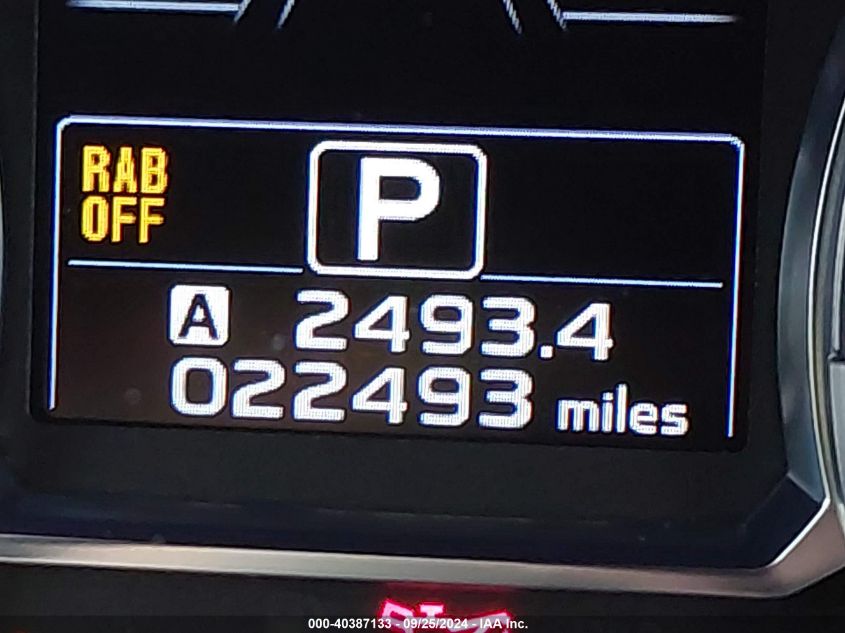 RAB
OFF
P
A 2493.4
022493 miles
000-40387133 - 09/25/2024 - IAA Inc.